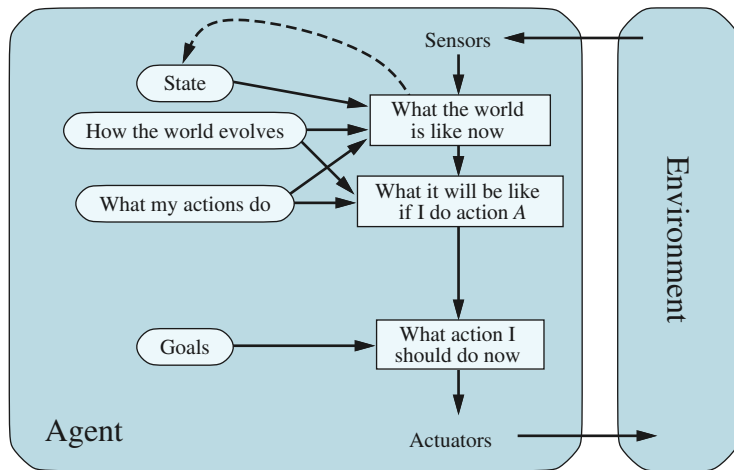 Sensors
State
What the world
is like now
How the world evolves
What my actions do
What it will be like
if I do action A
Goals
What action I
should do now
Agent
Actuators
Environment